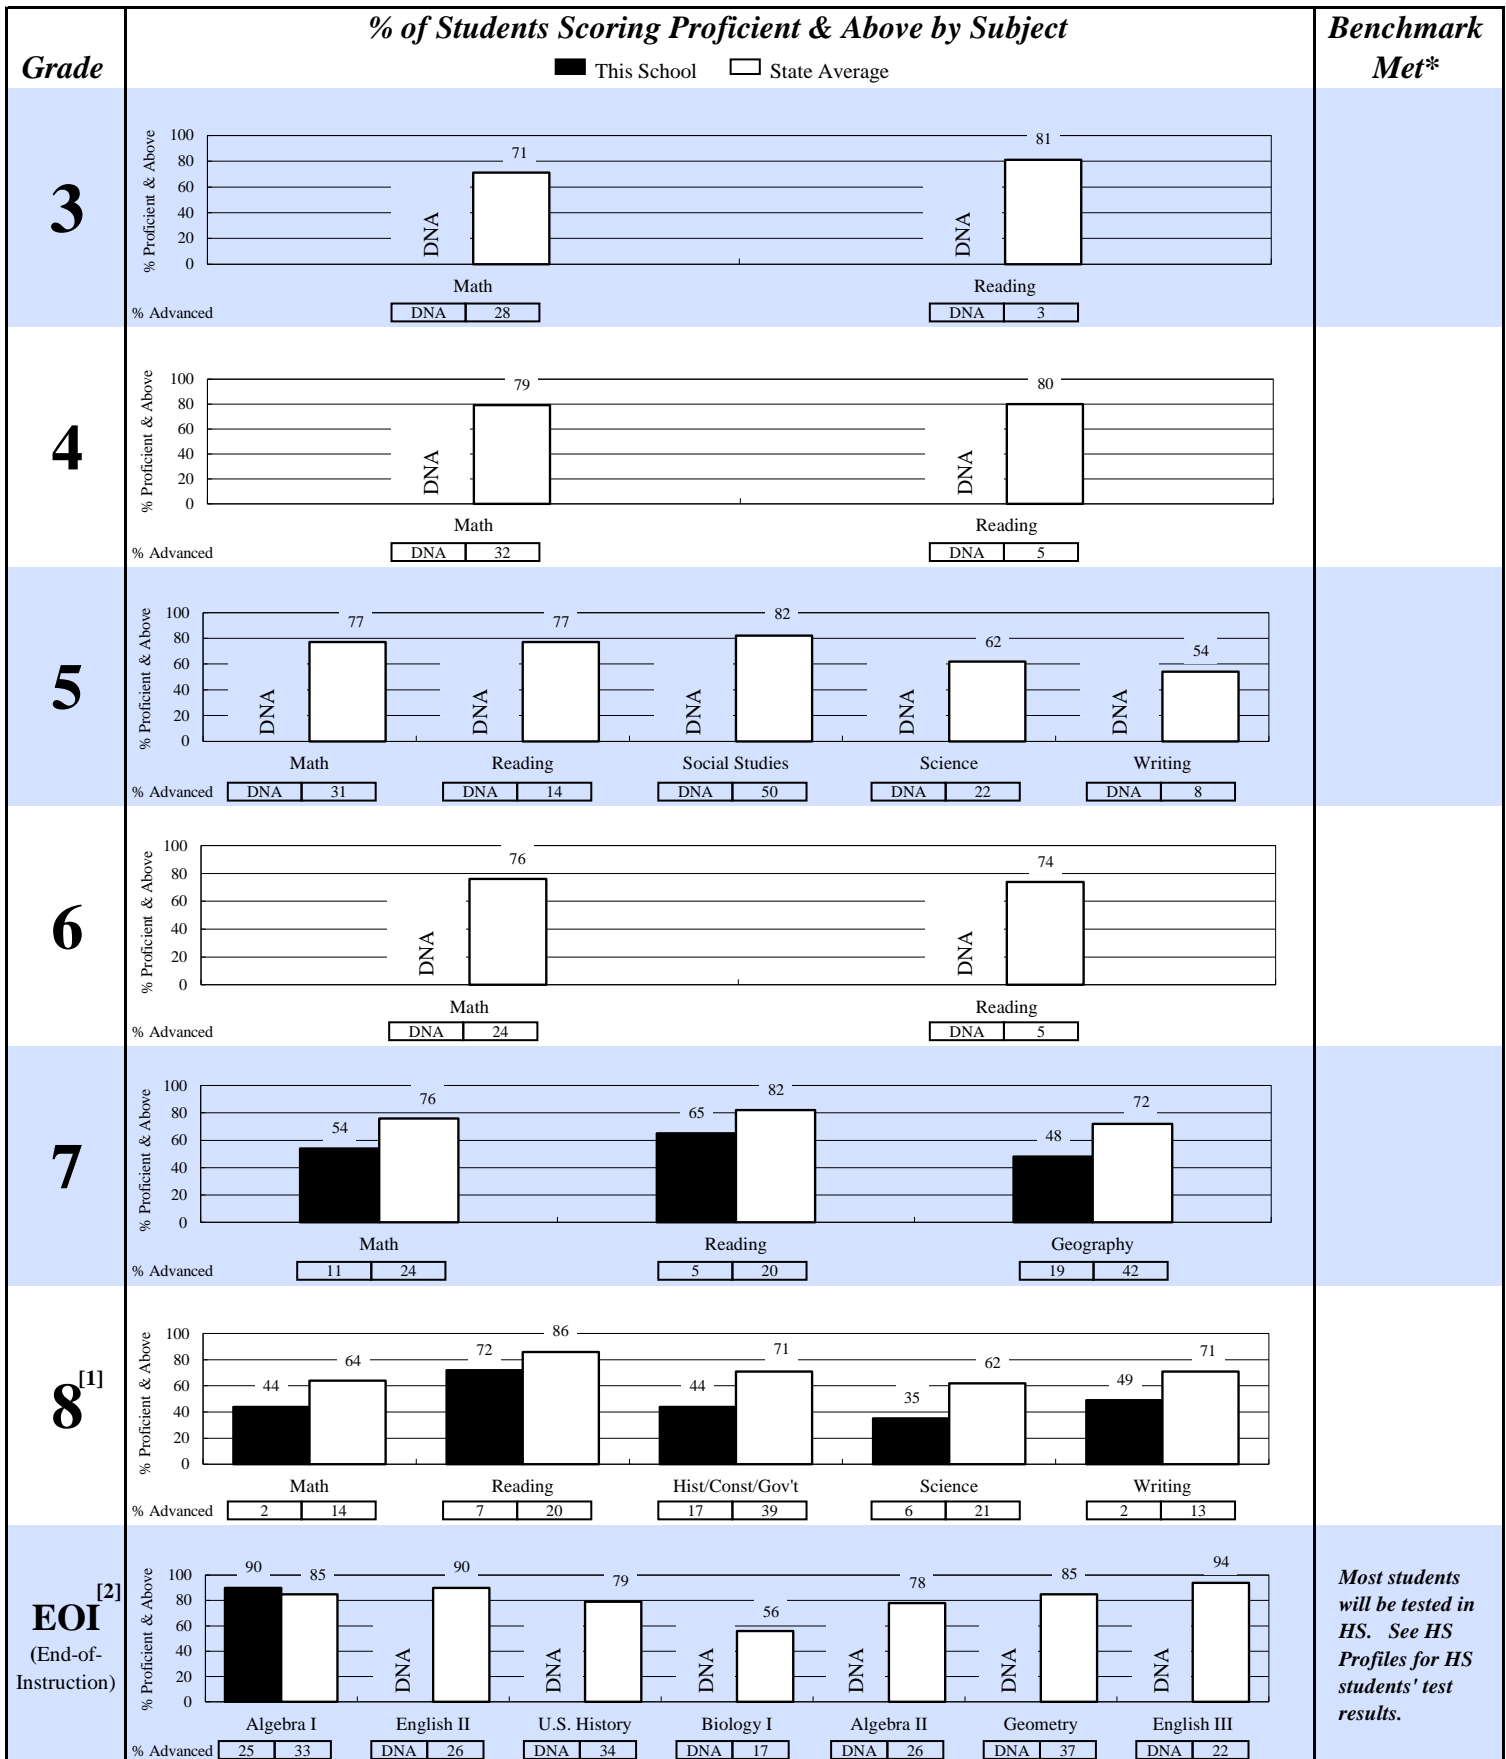 Grade
% of Students Scoring Proficient & Above by Subject
This School State Average
Benchmark
Met*
3
% Proficient & Above
100
80
60
40
20
0
DNA 71
DNA 81
Math Reading
% Advanced DNA 28 DNA 3
4
% Proficient & Above
100
80
60
40
20
0
DNA 79
DNA 80
Math Reading
% Advanced DNA 32 DNA 5
5
% Proficient & Above
100
80
60
40
20
0
DNA 77
DNA 77
DNA 82
DNA 62
DNA 54
Math Reading Social Studies Science Writing
% Advanced DNA 31 DNA 14 DNA 50 DNA 22 DNA 8
6
% Proficient & Above
100
80
60
40
20
0
DNA 76
DNA 74
Math Reading
% Advanced DNA 24 DNA 5
7
% Proficient & Above
100
80
60
40
20
0
54 76
65 82
48 72
Math Reading Geography
% Advanced 11 24 5 20 19 42
8[1]
% Proficient & Above
100
80
60
40
20
0
44 64
72 86
44 71
35 62
49 71
Math Reading Hist/Const/Gov't Science Writing
% Advanced 2 14 7 20 17 39 6 21 2 13
EOI[2]
(End-of-
Instruction)
% Proficient & Above
100
80
60
40
20
0
90 85
DNA 90
DNA 79
DNA 56
DNA 78
DNA 85
DNA 94
Algebra I English II U.S. History Biology I Algebra II Geometry English III
% Advanced 25 33 DNA 26 DNA 34 DNA 17 DNA 26 DNA 37 DNA 22
Most students
will be tested in
HS. See HS
Profiles for HS
students' test
results.